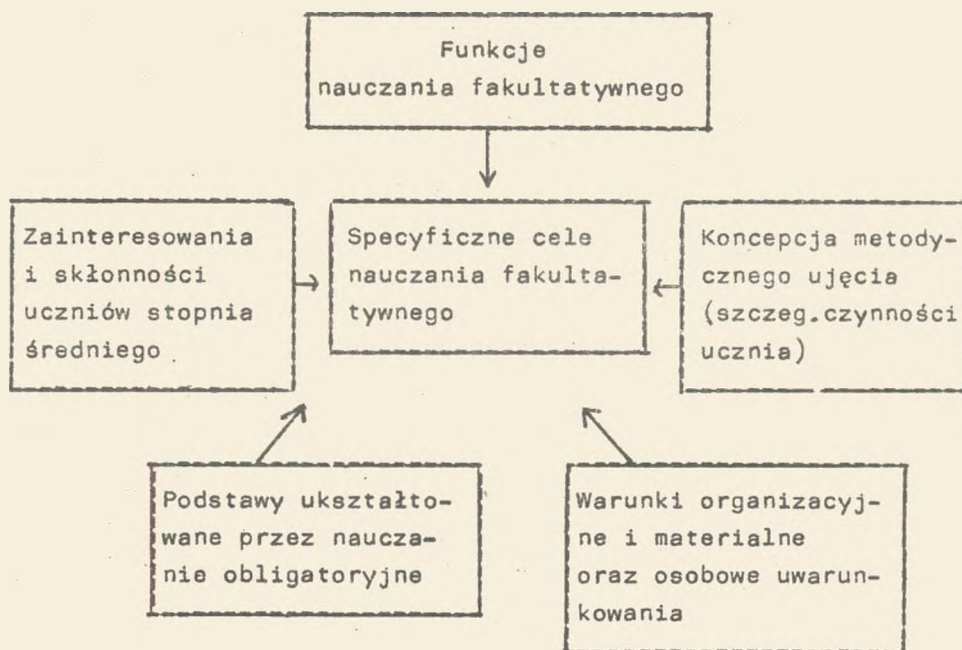 Funkcje
nauczania fakultatywnego
Zainteresowania
i skłonności
uczniów stopnia
średniego
Specyficzne cele
nauczania fakulta-
tywnego
Koncepcja metody-
cznego ujęcia
(szczeg.czynności
ucznia)
Podstawy ukształto-
wane przez naucza-
nie obligatoryjne
Warunki organizacyj-
ne i materialne
oraz osobowe uwarun-
kowania